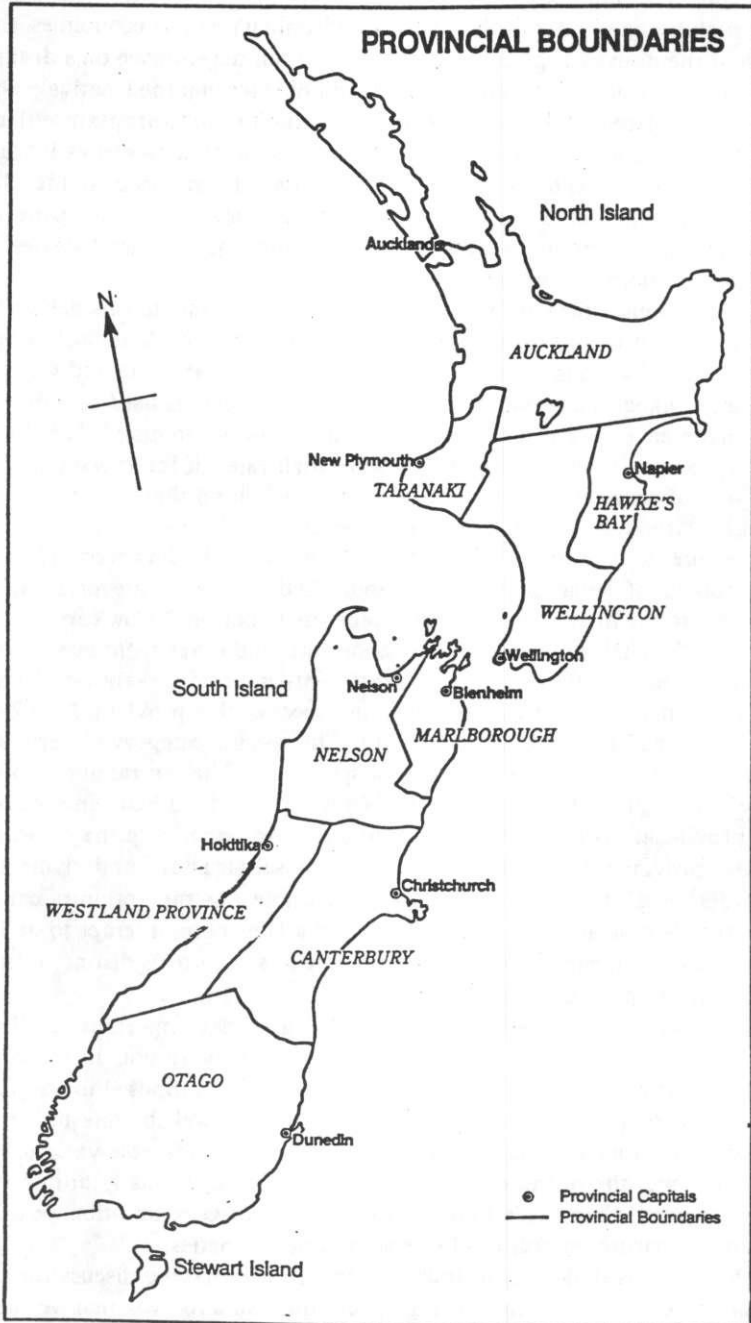 PROVINCIAL BOUNDARIES
North Island
Auckland
N
AUCKLAND
New Plymouth
TARANAKI
Napier
HAWKE'S
BAY
WELLINGTON
Wellington
Nelson
Blenheim
South Island
MARLBOROUGH
NELSON
Hokitika
Christchurch
WESTLAND PROVINCE
CANTERBURY
OTAGO
Dunedin
Provincial Capitals
Provincial Boundaries
Stewart Island